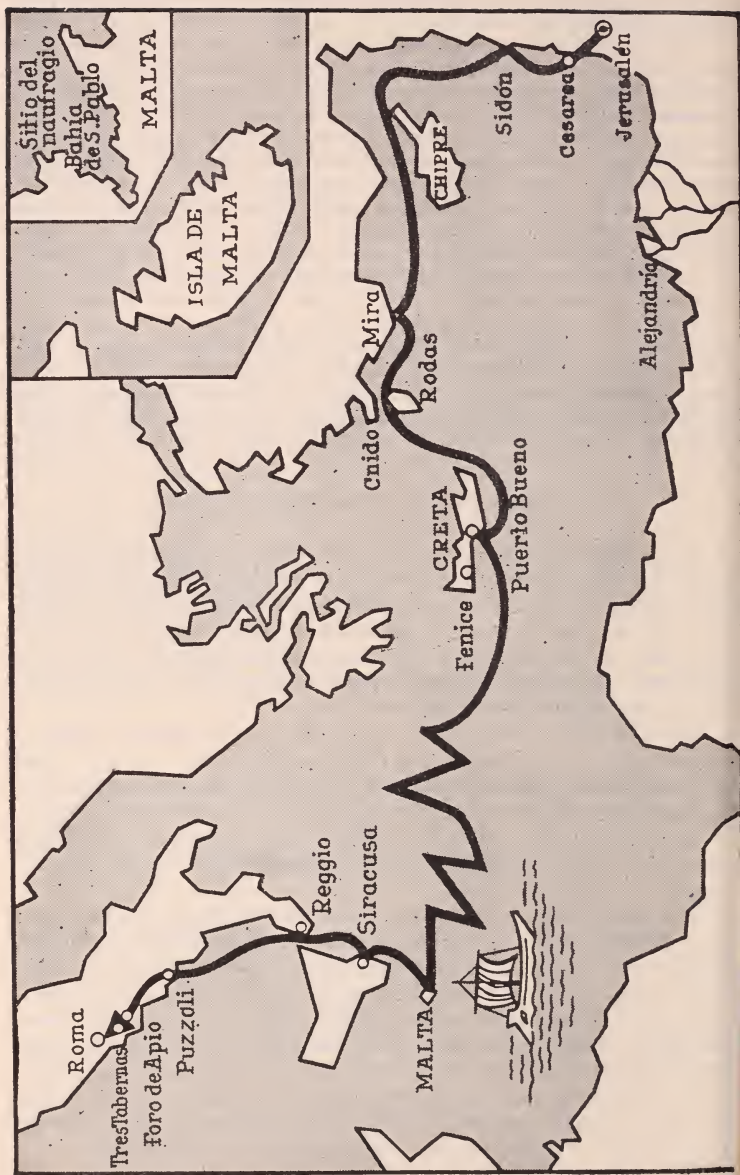 Sitio del
naufragio
Bahía
de S. Pablo
MALTA
ISLA DE
MALTA
Roma
Tres Tabernas
Foro de Apio
Puzzoli
Reggio
Siracusa
MALTA
Fenice
CRETA
Puerto Bueno
Cnido
Rodas
Mira
CHIPRE
Sidón
Cesarea
Jerusalén
Alejandría